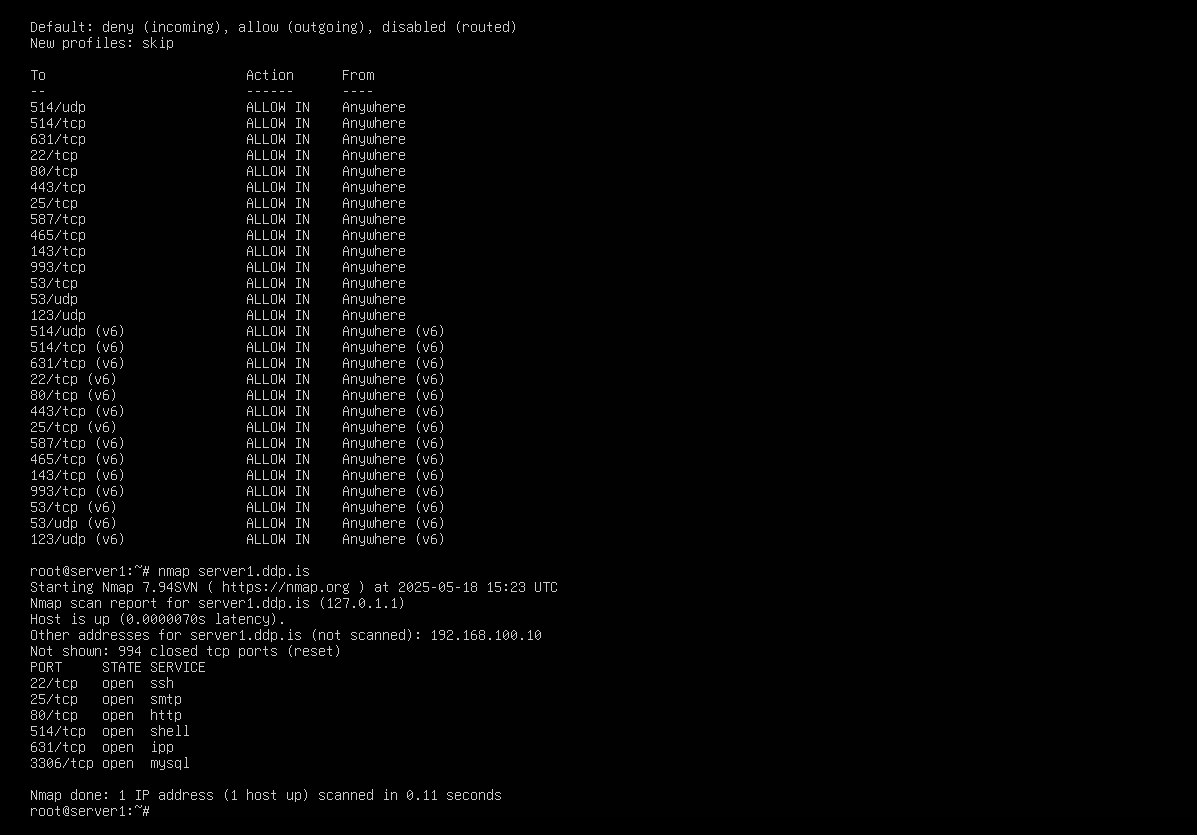 Default: deny (incoming), allow (outgoing), disabled (routed)
New profiles: skip

To                         Action      From
--                         ------      ----
514/udp                    ALLOW IN    Anywhere
514/tcp                    ALLOW IN    Anywhere
631/tcp                    ALLOW IN    Anywhere
22/tcp                     ALLOW IN    Anywhere
80/tcp                     ALLOW IN    Anywhere
443/tcp                    ALLOW IN    Anywhere
25/tcp                     ALLOW IN    Anywhere
587/tcp                    ALLOW IN    Anywhere
465/tcp                    ALLOW IN    Anywhere
143/tcp                    ALLOW IN    Anywhere
993/tcp                    ALLOW IN    Anywhere
53/tcp                     ALLOW IN    Anywhere
53/udp                     ALLOW IN    Anywhere
123/udp                    ALLOW IN    Anywhere
514/udp (v6)               ALLOW IN    Anywhere (v6)
514/tcp (v6)               ALLOW IN    Anywhere (v6)
631/tcp (v6)               ALLOW IN    Anywhere (v6)
22/tcp (v6)                ALLOW IN    Anywhere (v6)
80/tcp (v6)                ALLOW IN    Anywhere (v6)
443/tcp (v6)               ALLOW IN    Anywhere (v6)
25/tcp (v6)                ALLOW IN    Anywhere (v6)
587/tcp (v6)               ALLOW IN    Anywhere (v6)
465/tcp (v6)               ALLOW IN    Anywhere (v6)
143/tcp (v6)               ALLOW IN    Anywhere (v6)
993/tcp (v6)               ALLOW IN    Anywhere (v6)
53/tcp (v6)                ALLOW IN    Anywhere (v6)
53/udp (v6)                ALLOW IN    Anywhere (v6)
123/udp (v6)               ALLOW IN    Anywhere (v6)

root@server1:~# nmap server1.ddp.is
Starting Nmap 7.94SVN ( https://nmap.org ) at 2025-05-18 15:23 UTC
Nmap scan report for server1.ddp.is (127.0.1.1)
Host is up (0.0000070s latency).
Other addresses for server1.ddp.is (not scanned): 192.168.100.10
Not shown: 994 closed tcp ports (reset)
PORT     STATE SERVICE
22/tcp   open  ssh
25/tcp   open  smtp
80/tcp   open  http
514/tcp  open  shell
631/tcp  open  ipp
3306/tcp open  mysql

Nmap done: 1 IP address (1 host up) scanned in 0.11 seconds
root@server1:~#